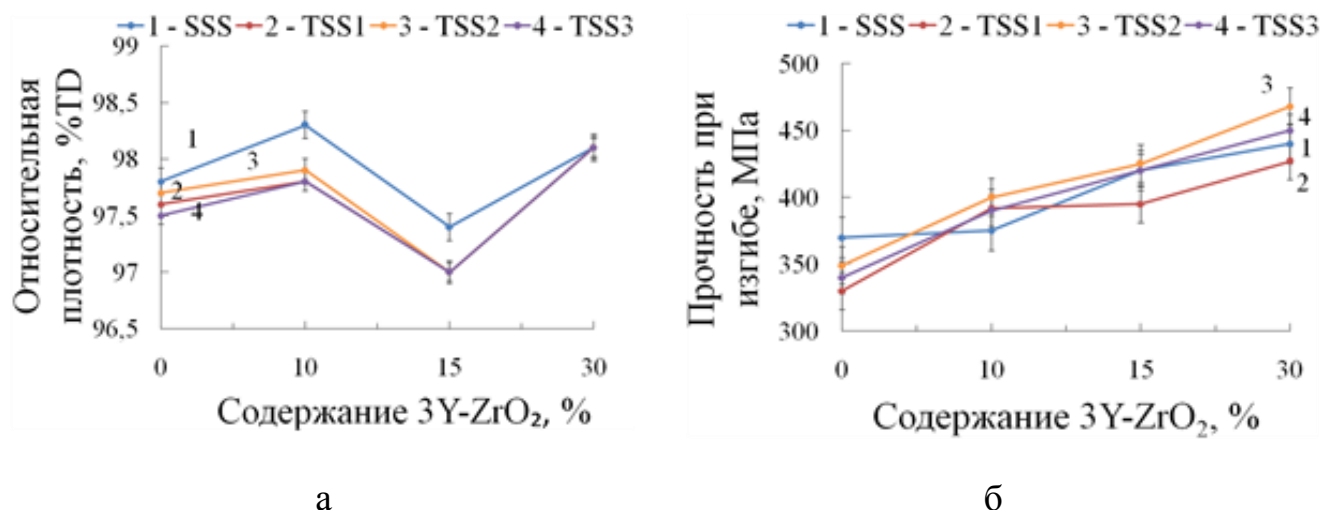 1 - SSS 2 - TSS1 3 - TSS2 4 - TSS3
Относительная
плотность, %TD
99
98,5
98
97,5
97
96,5
1
3
2
4
0 10 15 30
Содержание 3Y-ZrO₂, %
а
1 - SSS 2 - TSS1 3 - TSS2 4 - TSS3
Прочность при
изгибе, МПа
500
450
400
350
300
3
4
1
2
0 10 15 30
Содержание 3Y-ZrO₂, %
б